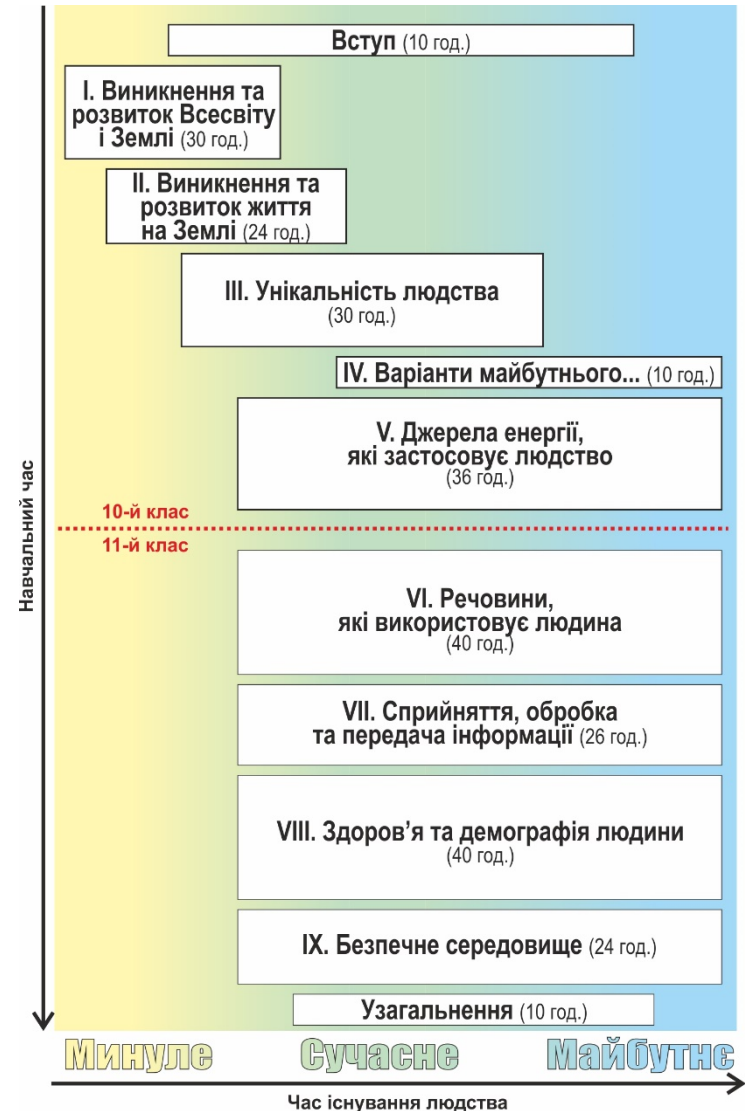 Вступ (10 год.)
І. Виникнення та
розвиток Всесвіту
і Землі (30 год.)
ІІ. Виникнення та
розвиток життя
на Землі (24 год.)
ІІІ. Унікальність людства
(30 год.)
IV. Варіанти майбутнього... (10 год.)
V. Джерела енергії,
які застосовує людство
(36 год.)
10-й клас
11-й клас
VI. Речовини,
які використовує людина
(40 год.)
VII. Сприйняття, обробка
та передача інформації (26 год.)
VIII. Здоров’я та демографія людини
(40 год.)
IX. Безпечне середовище (24 год.)
Узагальнення (10 год.)
Навчальний час
Минуле Сучасне Майбутнє
Час існування людства